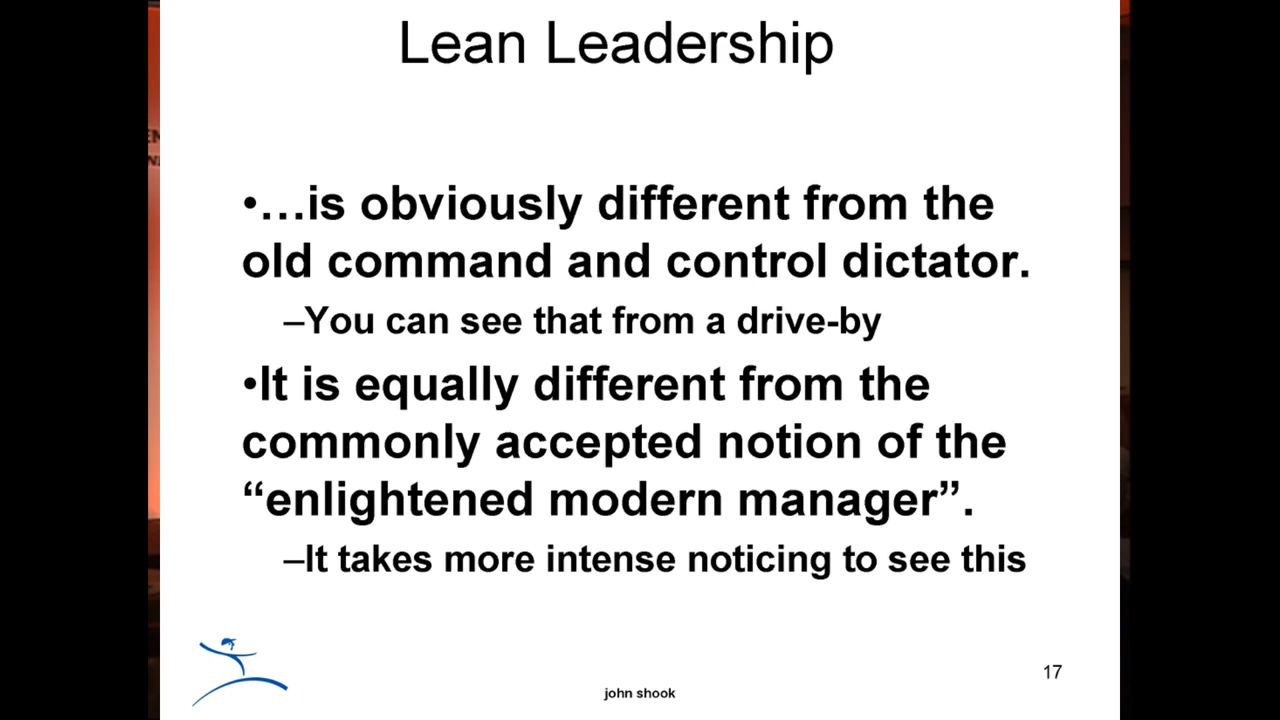 Lean Leadership
•…is obviously different from the
old command and control dictator.
–You can see that from a drive-by
•It is equally different from the
commonly accepted notion of the
“enlightened modern manager”.
–It takes more intense noticing to see this
17
john shook